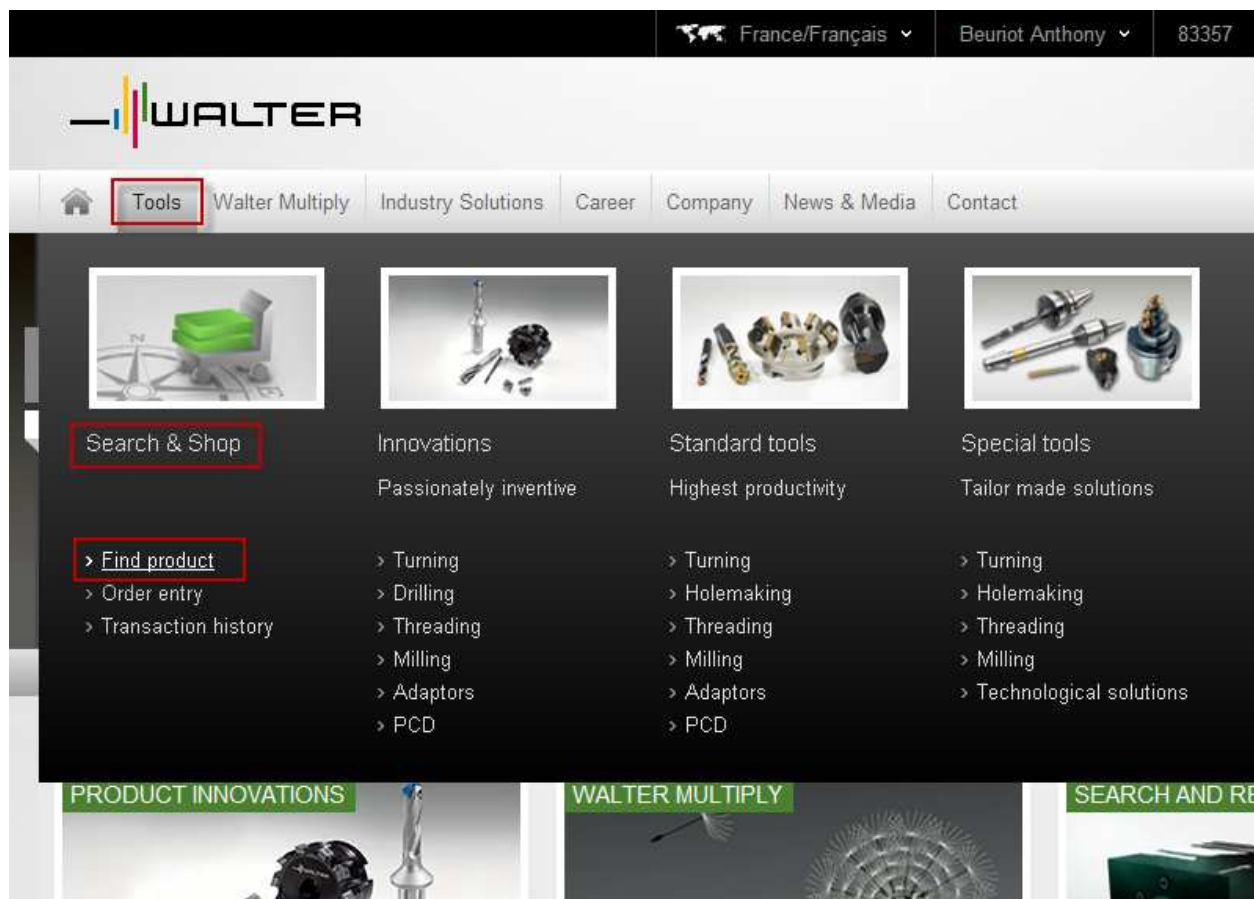 France/Français Beuriot Anthony 83357
WALTER
Tools Walter Multiply Industry Solutions Career Company News & Media Contact
N
E
Search & Shop
› Find product
› Order entry
› Transaction history
Innovations
Passionately inventive
› Turning
› Drilling
› Threading
› Milling
› Adaptors
› PCD
Standard tools
Highest productivity
› Turning
› Holemaking
› Threading
› Milling
› Adaptors
› PCD
Special tools
Tailor made solutions
› Turning
› Holemaking
› Threading
› Milling
› Technological solutions
PRODUCT INNOVATIONS
WALTER MULTIPLY
SEARCH AND RE
WALTER